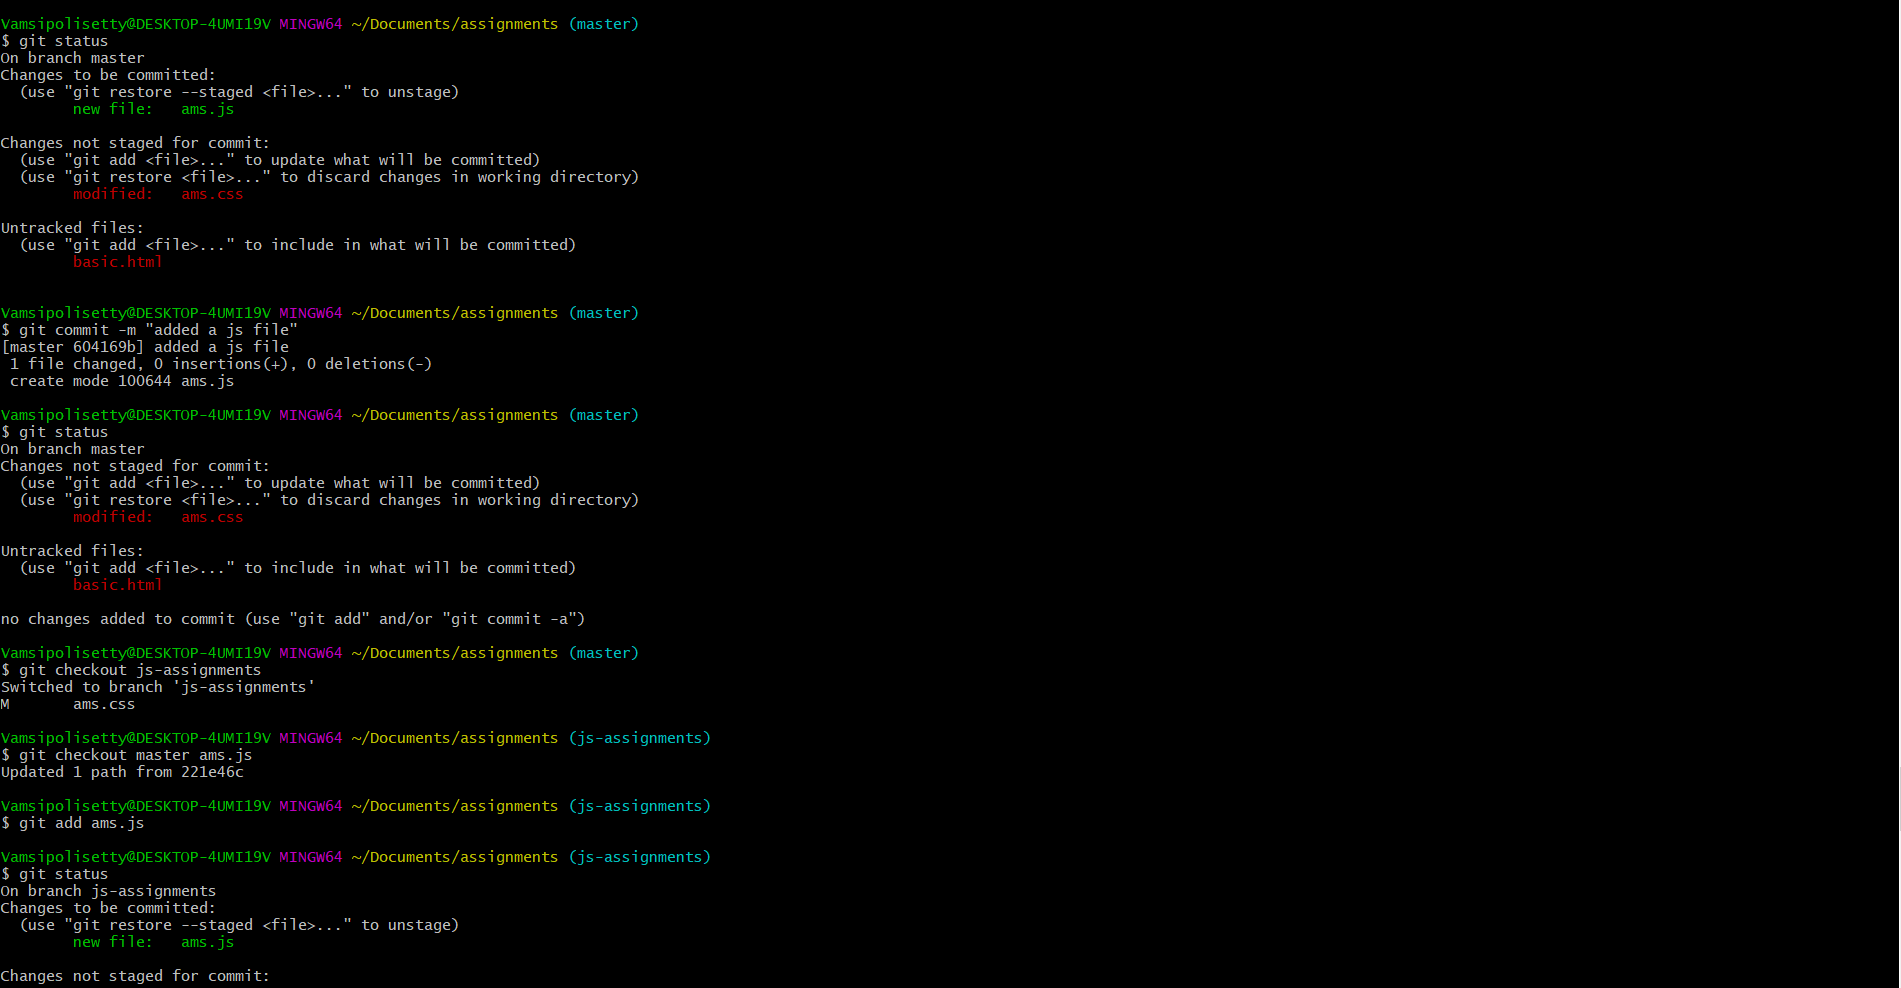 Vamsipolisetty@DESKTOP-4UMI19V MINGW64 ~/Documents/assignments (master)
$ git status
On branch master
Changes to be committed:
  (use "git restore --staged <file>..." to unstage)
        new file:   ams.js

Changes not staged for commit:
  (use "git add <file>..." to update what will be committed)
  (use "git restore <file>..." to discard changes in working directory)
        modified:   ams.css

Untracked files:
  (use "git add <file>..." to include in what will be committed)
        basic.html

Vamsipolisetty@DESKTOP-4UMI19V MINGW64 ~/Documents/assignments (master)
$ git commit -m "added a js file"
[master 604169b] added a js file
 1 file changed, 0 insertions(+), 0 deletions(-)
 create mode 100644 ams.js

Vamsipolisetty@DESKTOP-4UMI19V MINGW64 ~/Documents/assignments (master)
$ git status
On branch master
Changes not staged for commit:
  (use "git add <file>..." to update what will be committed)
  (use "git restore <file>..." to discard changes in working directory)
        modified:   ams.css

Untracked files:
  (use "git add <file>..." to include in what will be committed)
        basic.html

no changes added to commit (use "git add" and/or "git commit -a")

Vamsipolisetty@DESKTOP-4UMI19V MINGW64 ~/Documents/assignments (master)
$ git checkout js-assignments
Switched to branch 'js-assignments'
M       ams.css

Vamsipolisetty@DESKTOP-4UMI19V MINGW64 ~/Documents/assignments (js-assignments)
$ git checkout master ams.js
Updated 1 path from 221e46c

Vamsipolisetty@DESKTOP-4UMI19V MINGW64 ~/Documents/assignments (js-assignments)
$ git add ams.js

Vamsipolisetty@DESKTOP-4UMI19V MINGW64 ~/Documents/assignments (js-assignments)
$ git status
On branch js-assignments
Changes to be committed:
  (use "git restore --staged <file>..." to unstage)
        new file:   ams.js

Changes not staged for commit: